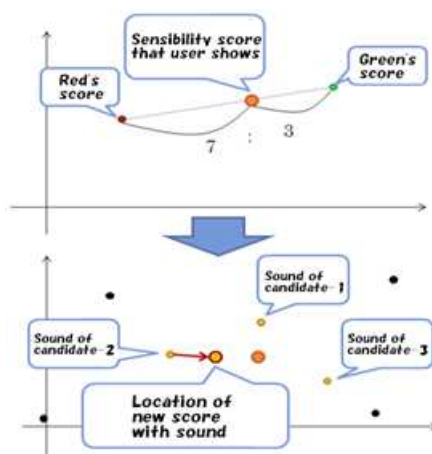 Sensibility score
that user shows
Green's
score
Red's
score
7 : 3
Sound of
candidate-1
Sound of
candidate-2
Sound of
candidate-3
Location of
new score
with sound